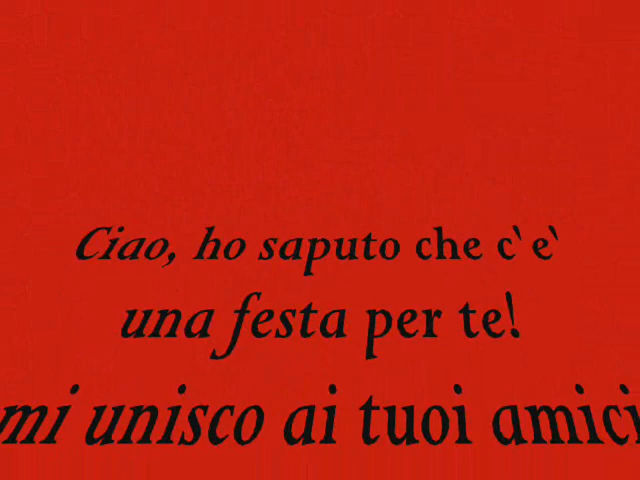 Ciao, ho saputo che c`e`
una festa per te!
mi unisco ai tuoi amici